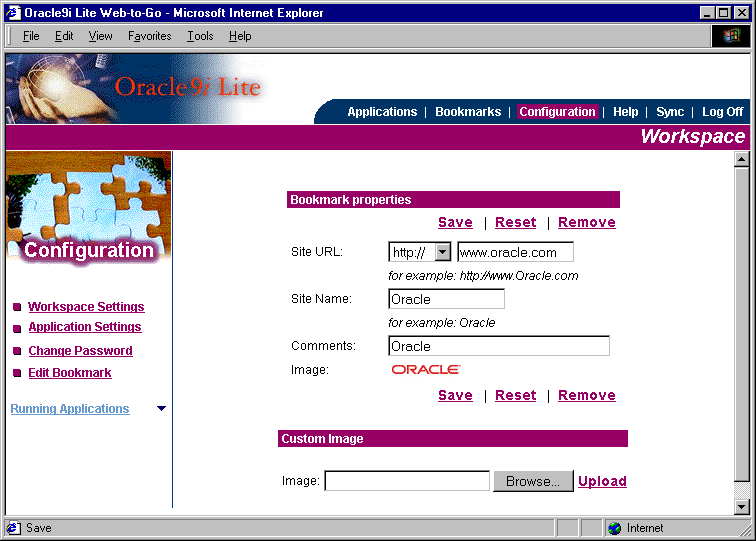 Oracle9i Lite Web-to-Go - Microsoft Internet Explorer
File Edit View Favorites Tools Help
Oracle9i Lite
Applications | Bookmarks | Configuration | Help | Sync | Log Off
Workspace
Configuration
Workspace Settings
Application Settings
Change Password
Edit Bookmark
Running Applications
Bookmark properties
Save | Reset | Remove
Site URL: http:// www.oracle.com
for example: http://www.Oracle.com
Site Name: Oracle
for example: Oracle
Comments: Oracle
Image: ORACLE
Save | Reset | Remove
Custom Image
Image: Browse... Upload
Save Internet